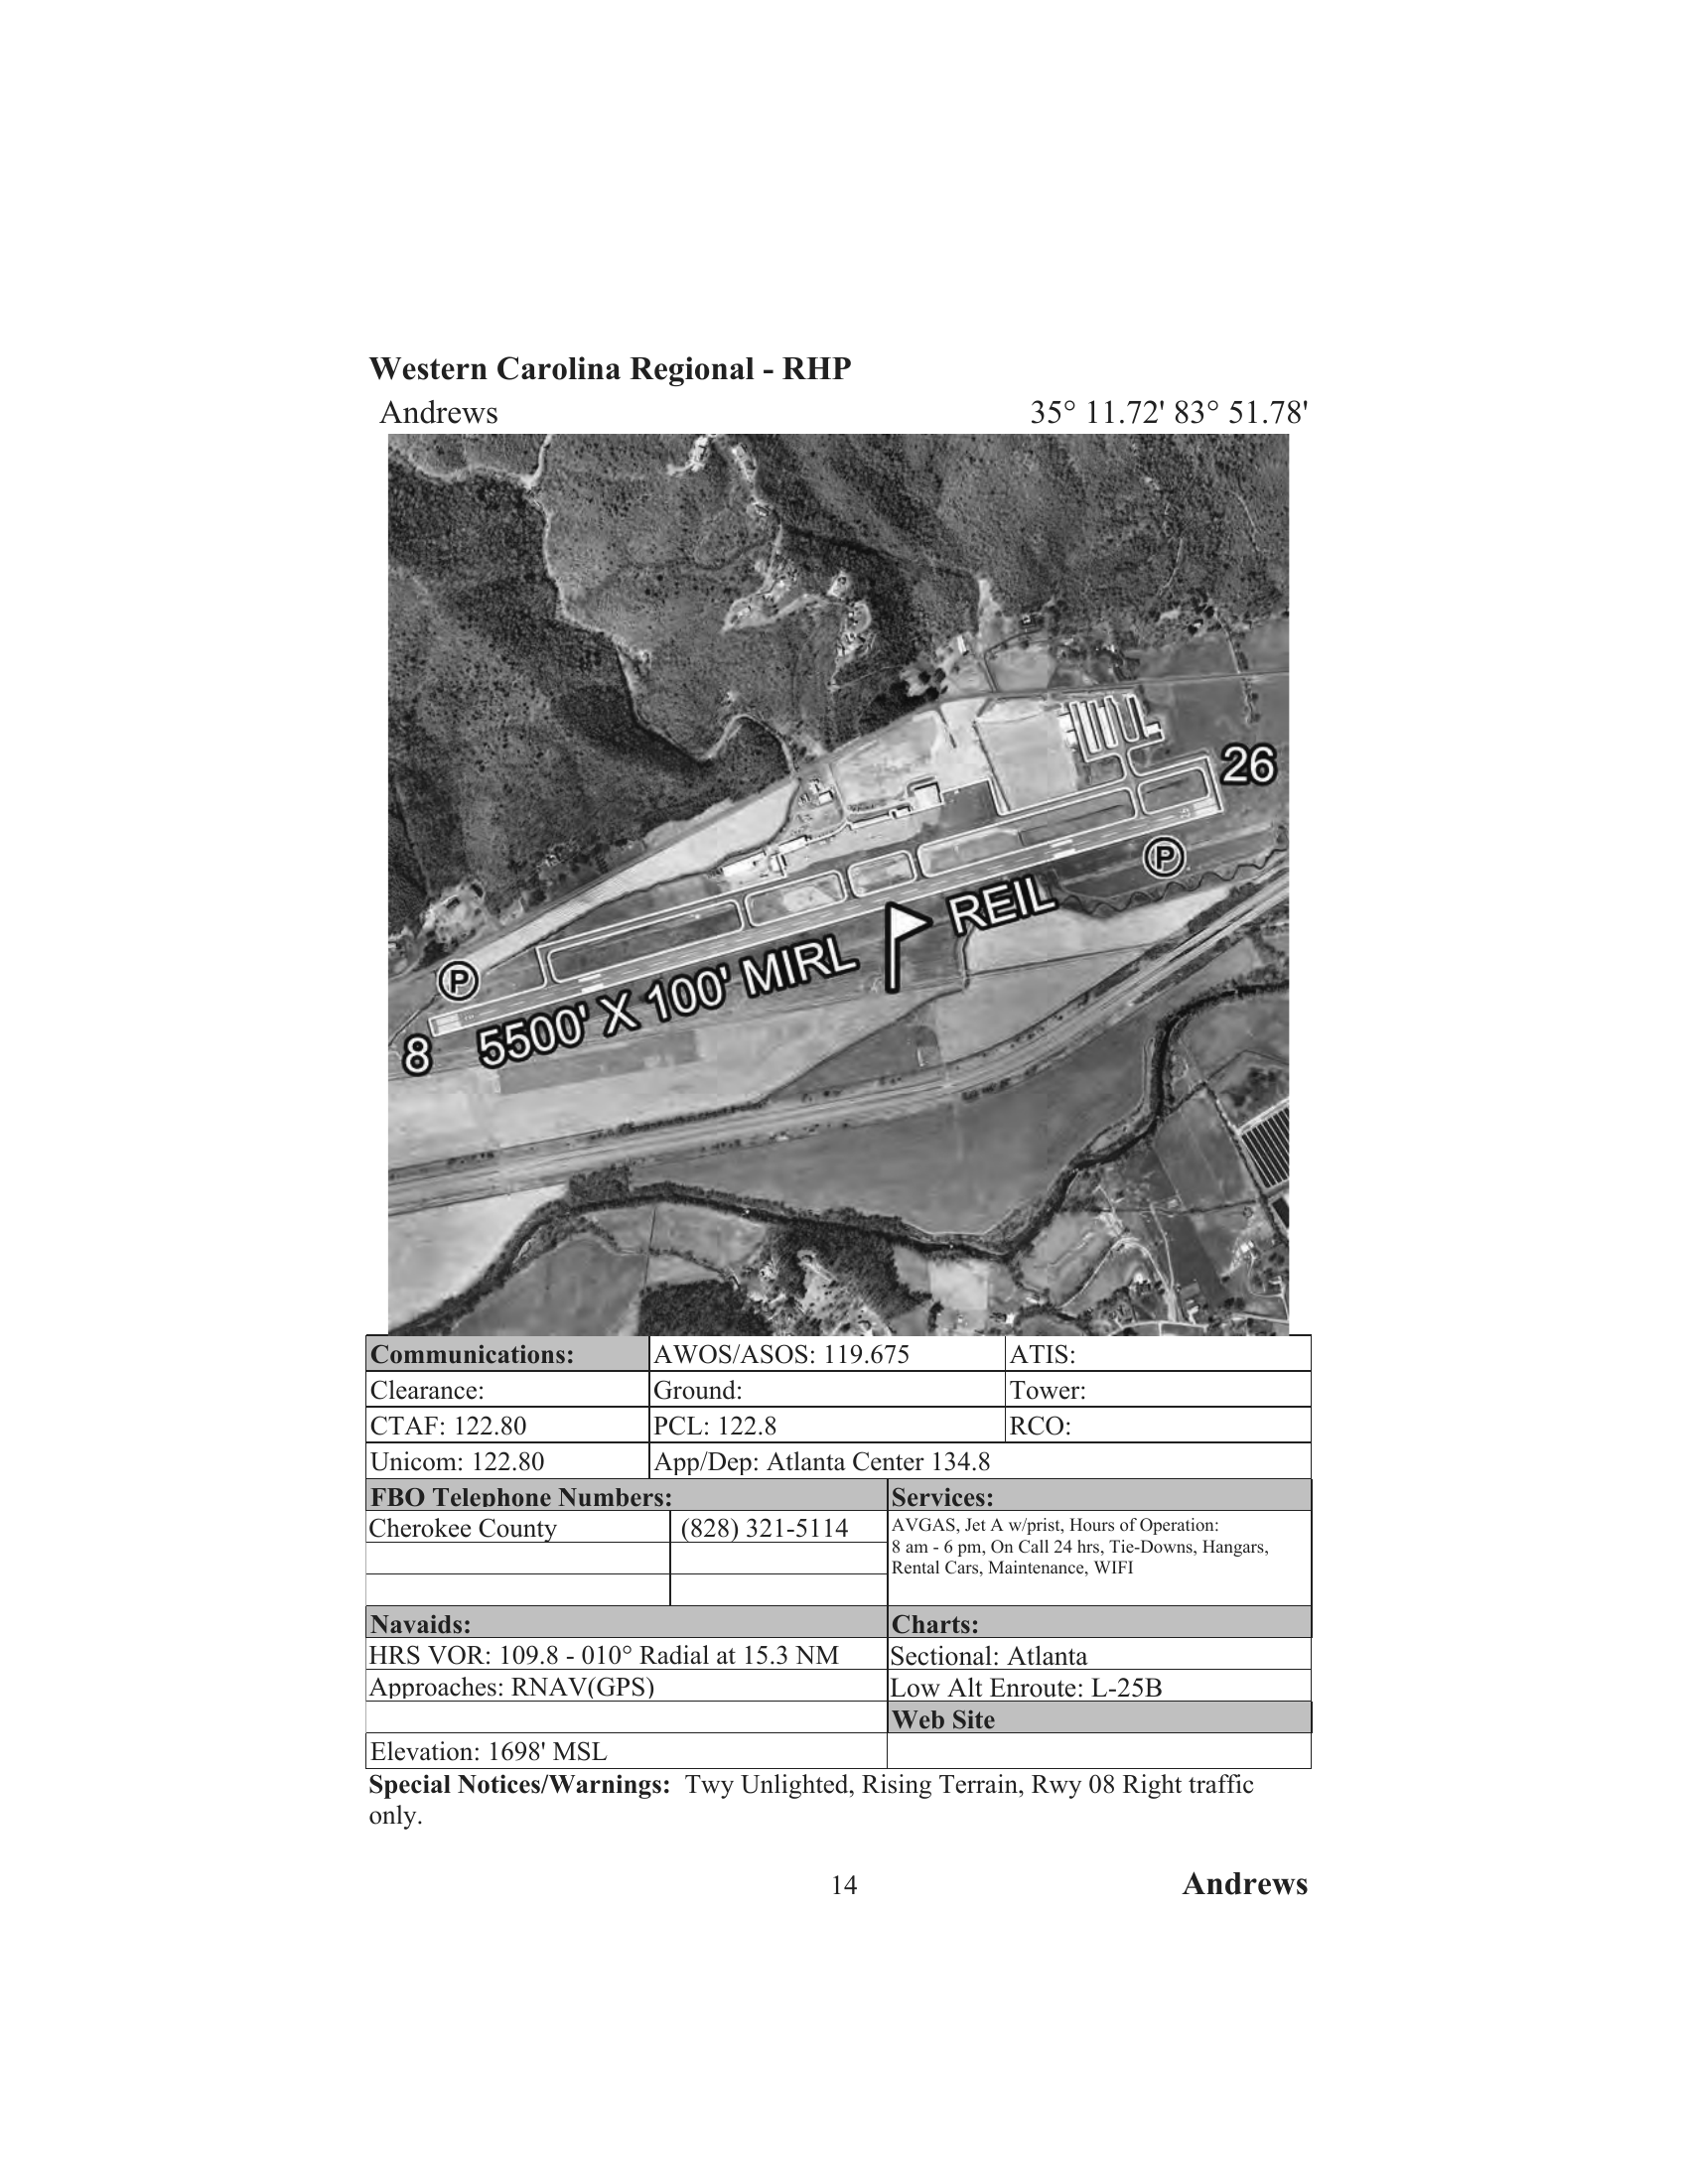 Western Carolina Regional - RHP
Andrews 35° 11.72' 83° 51.78'
26
P
REIL
P
5500' X 100' MIRL
8
Communications: AWOS/ASOS: 119.675 ATIS:
Clearance: Ground: Tower:
CTAF: 122.80 PCL: 122.8 RCO:
Unicom: 122.80 App/Dep: Atlanta Center 134.8
FBO Telephone Numbers: Services:
Cherokee County (828) 321-5114
AVGAS, Jet A w/prist, Hours of Operation:
8 am - 6 pm, On Call 24 hrs, Tie-Downs, Hangars,
Rental Cars, Maintenance, WIFI
Navaids: Charts:
HRS VOR: 109.8 - 010° Radial at 15.3 NM Sectional: Atlanta
Approaches: RNAV(GPS) Low Alt Enroute: L-25B
Web Site
Elevation: 1698' MSL
Special Notices/Warnings: Twy Unlighted, Rising Terrain, Rwy 08 Right traffic
only.
14 Andrews